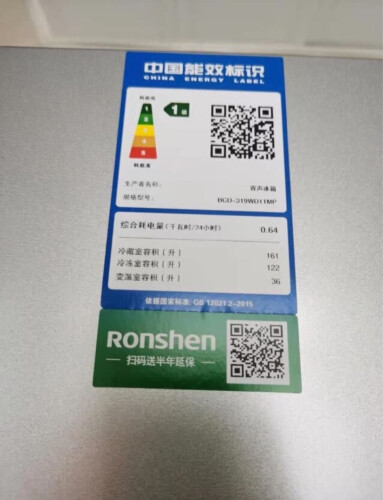 中国能效标识
CHINA ENERGY LABEL
耗能低
1
2
3
4
5
1级
耗能高
生产者名称: 容声冰箱
规格型号: BCD-319WD11MP
综合耗电量(千瓦时/24小时) 0.64
冷藏室容积(升) 161
冷冻室容积(升) 122
变温室容积(升) 36
依据国家标准: GB 12021.2-2015
Ronshen
扫码送半年延保